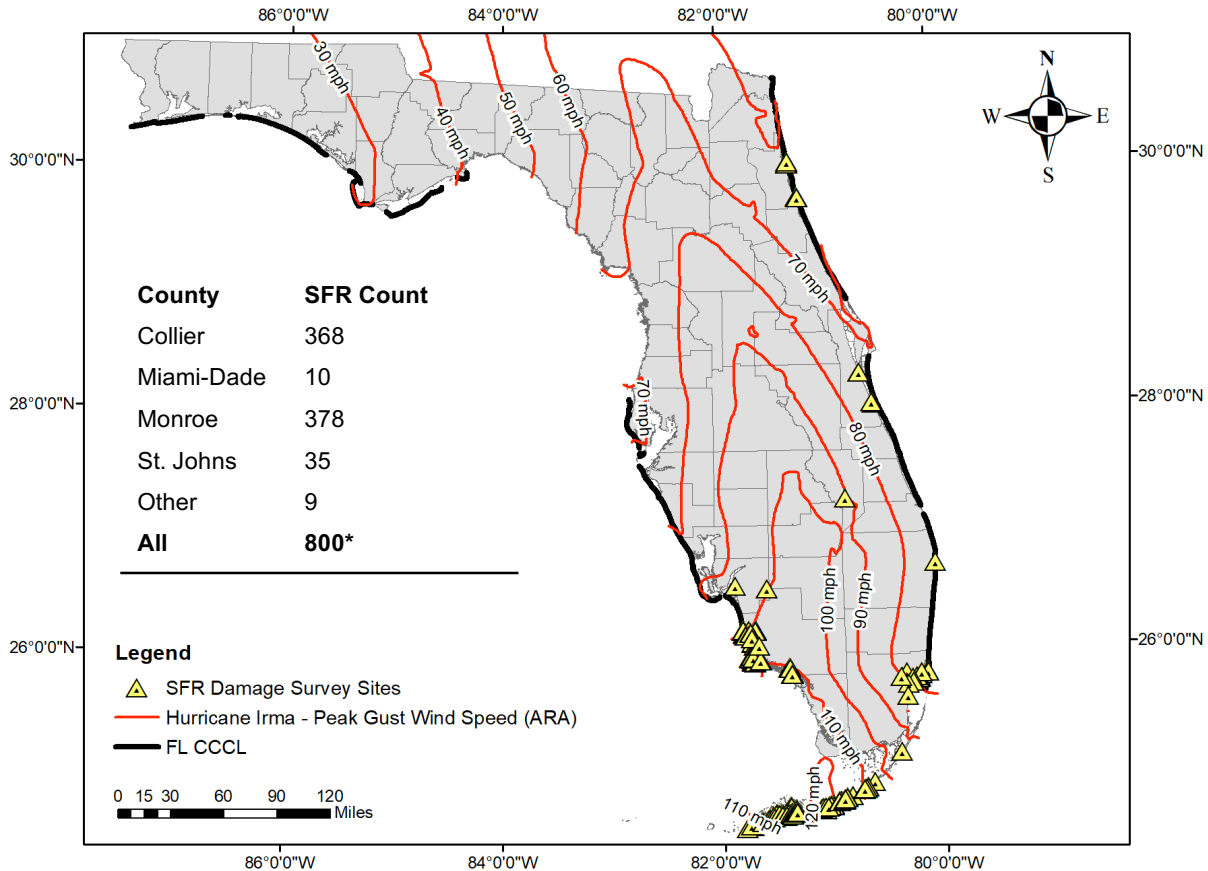 86°0'0"W 84°0'0"W 82°0'0"W 80°0'0"W
30 mph
40 mph
50 mph
60 mph
N
W E
S
30°0'0"N 30°0'0"N
70 mph
County SFR Count
Collier 368
Miami-Dade 10
Monroe 378
St. Johns 35
Other 9
All 800*
28°0'0"N 28°0'0"N
70 mph
80 mph
100 mph
90 mph
26°0'0"N 26°0'0"N
Legend
SFR Damage Survey Sites
Hurricane Irma - Peak Gust Wind Speed (ARA)
FL CCCL
110 mph
120 mph
110 mph
0 15 30 60 90 120
Miles
86°0'0"W 84°0'0"W 82°0'0"W 80°0'0"W